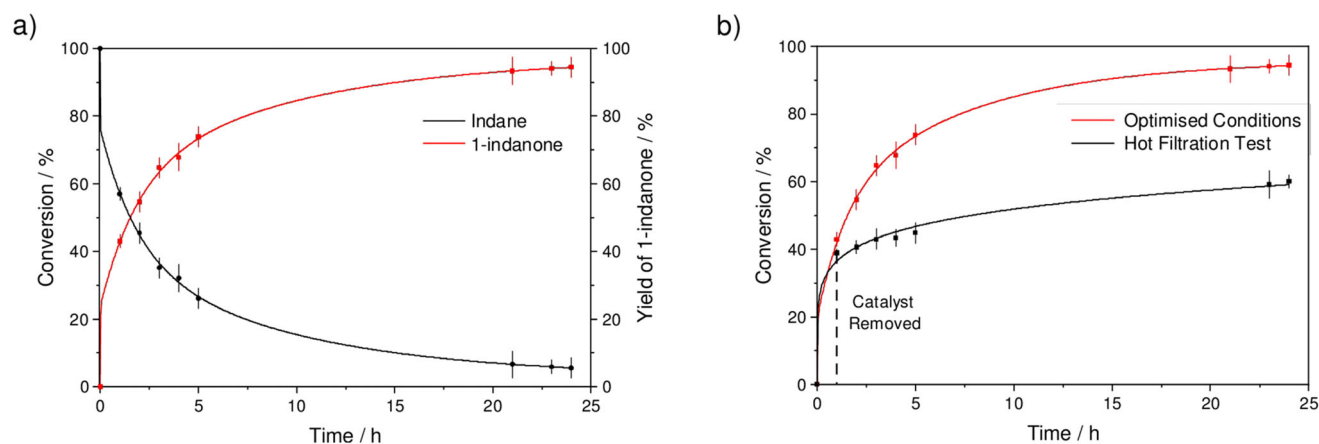 a)
Conversion / %
100
80
60
40
20
0
Indane
1-indanone
100
80
60
40
20
0
Yield of 1-indanone / %
0
5
10
15
20
25
Time / h
b)
Conversion / %
100
80
60
40
20
0
Optimised Conditions
Hot Filtration Test
Catalyst
Removed
0
5
10
15
20
25
Time / h